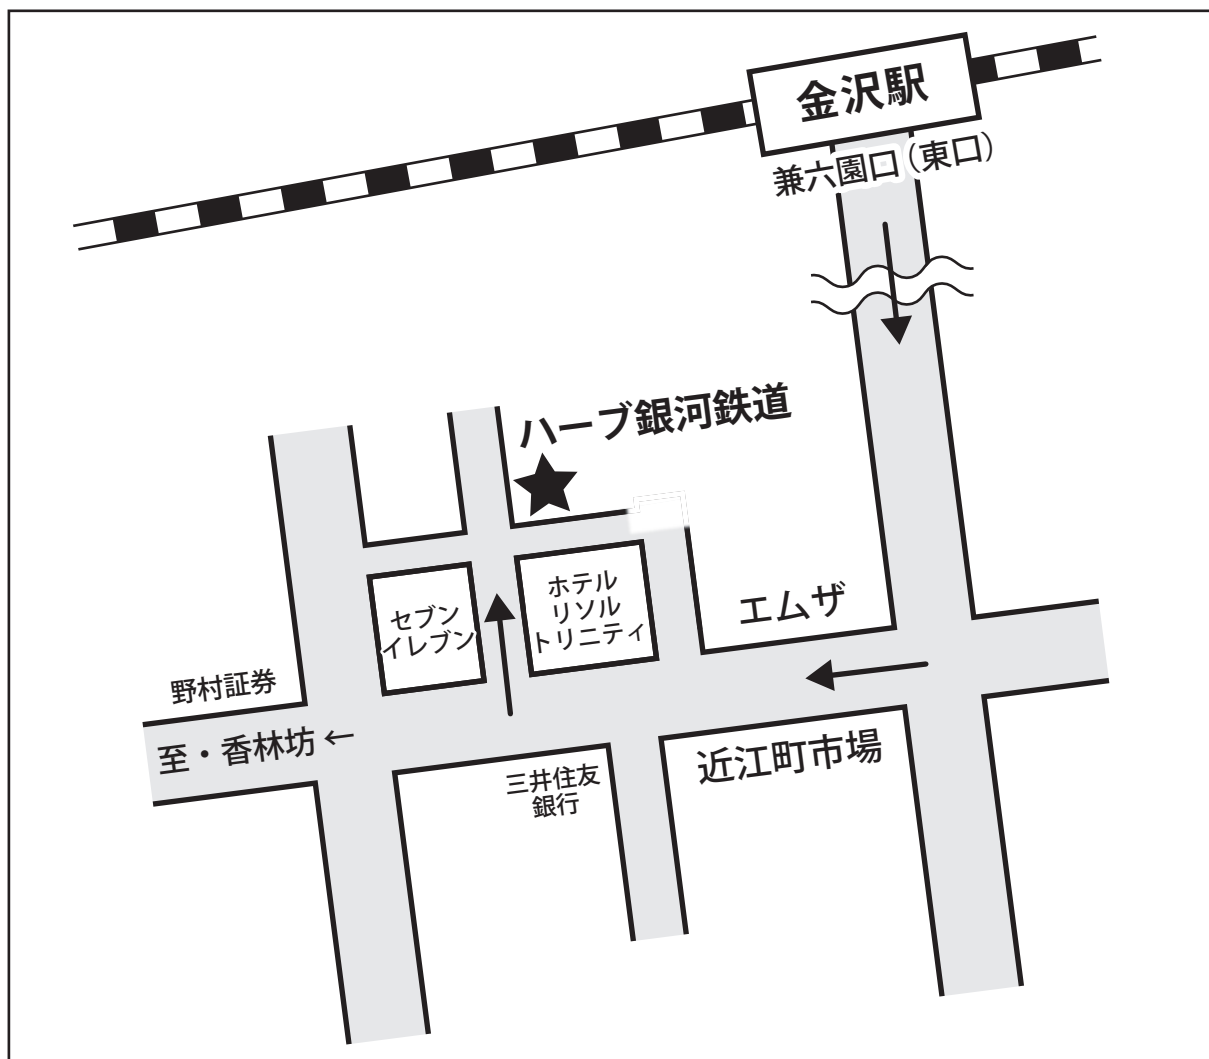 金沢駅
兼六園口(東口)
ハーブ銀河鉄道
ホテル
リソル
トリニティ
セブン
イレブン
エムザ
野村証券
至・香林坊←
近江町市場
三井住友
銀行